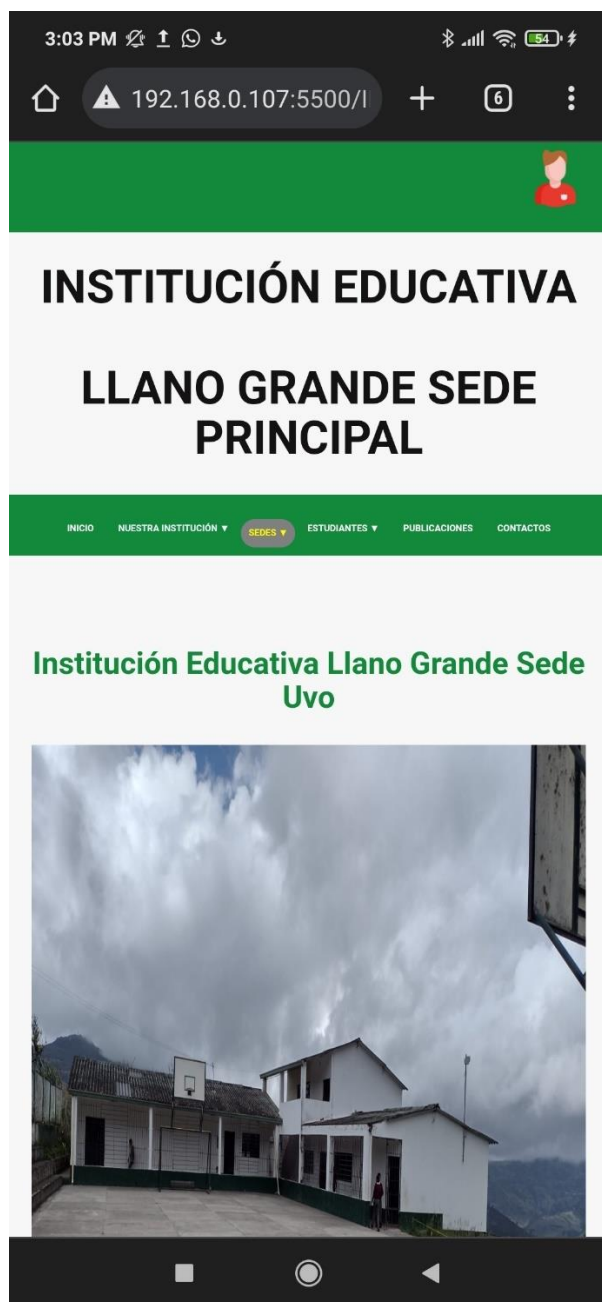 3:03 PM
54
192.168.0.107:5500/I
6
INSTITUCIÓN EDUCATIVA
LLANO GRANDE SEDE
PRINCIPAL
INICIO NUESTRA INSTITUCIÓN ▼ SEDES ▼ ESTUDIANTES ▼ PUBLICACIONES CONTACTOS
Institución Educativa Llano Grande Sede
Uvo